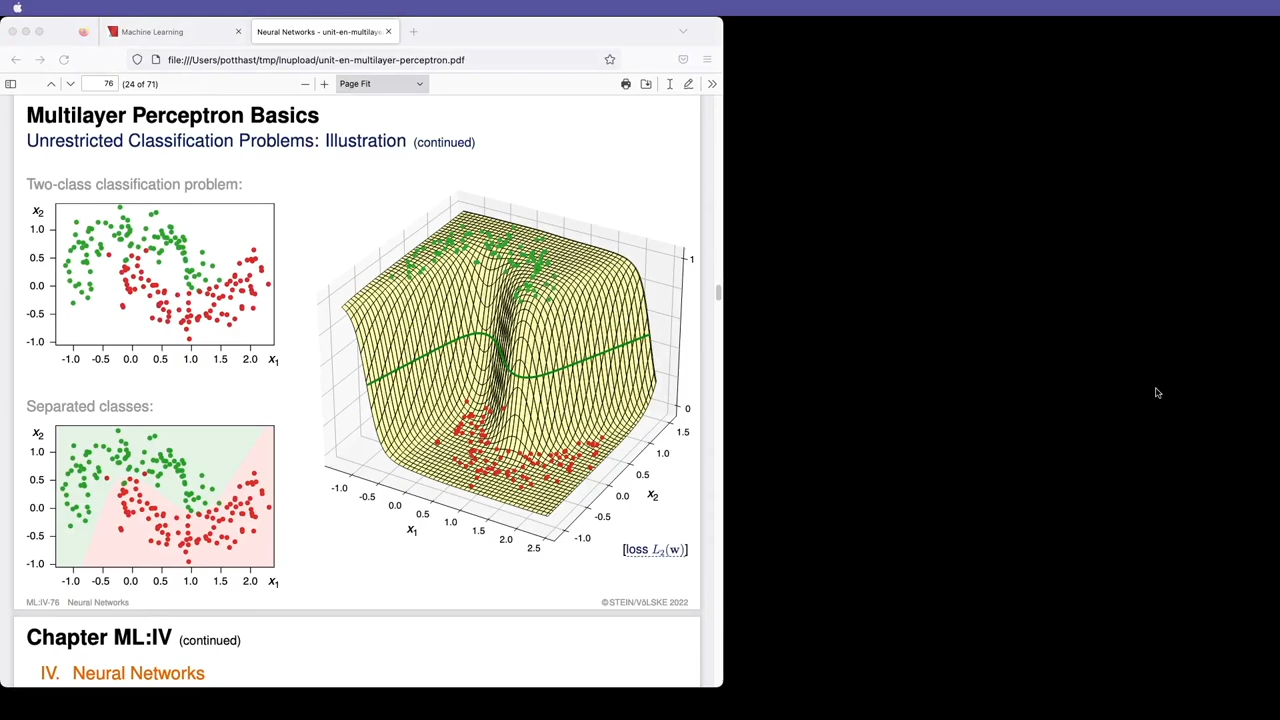 Machine Learning
Neural Networks - unit-en-multilaye
file:///Users/potthast/tmp/lnupload/unit-en-multilayer-perceptron.pdf
76 (24 of 71)
Page Fit
Multilayer Perceptron Basics
Unrestricted Classification Problems: Illustration (continued)
Two-class classification problem:
x2
1.0
0.5
0.0
-0.5
-1.0
-1.0 -0.5 0.0 0.5 1.0 1.5 2.0 x1
Separated classes:
x2
1.0
0.5
0.0
-0.5
-1.0
-1.0 -0.5 0.0 0.5 1.0 1.5 2.0 x1
1
0
-1.0 -0.5 0.0 0.5 1.0 1.5 2.0 2.5
x1
-1.0 -0.5 0.0 0.5 1.0 1.5
x2
[loss L2(w)]
ML:IV-76 Neural Networks
©STEIN/VÖLSKE 2022
Chapter ML:IV (continued)
IV. Neural Networks